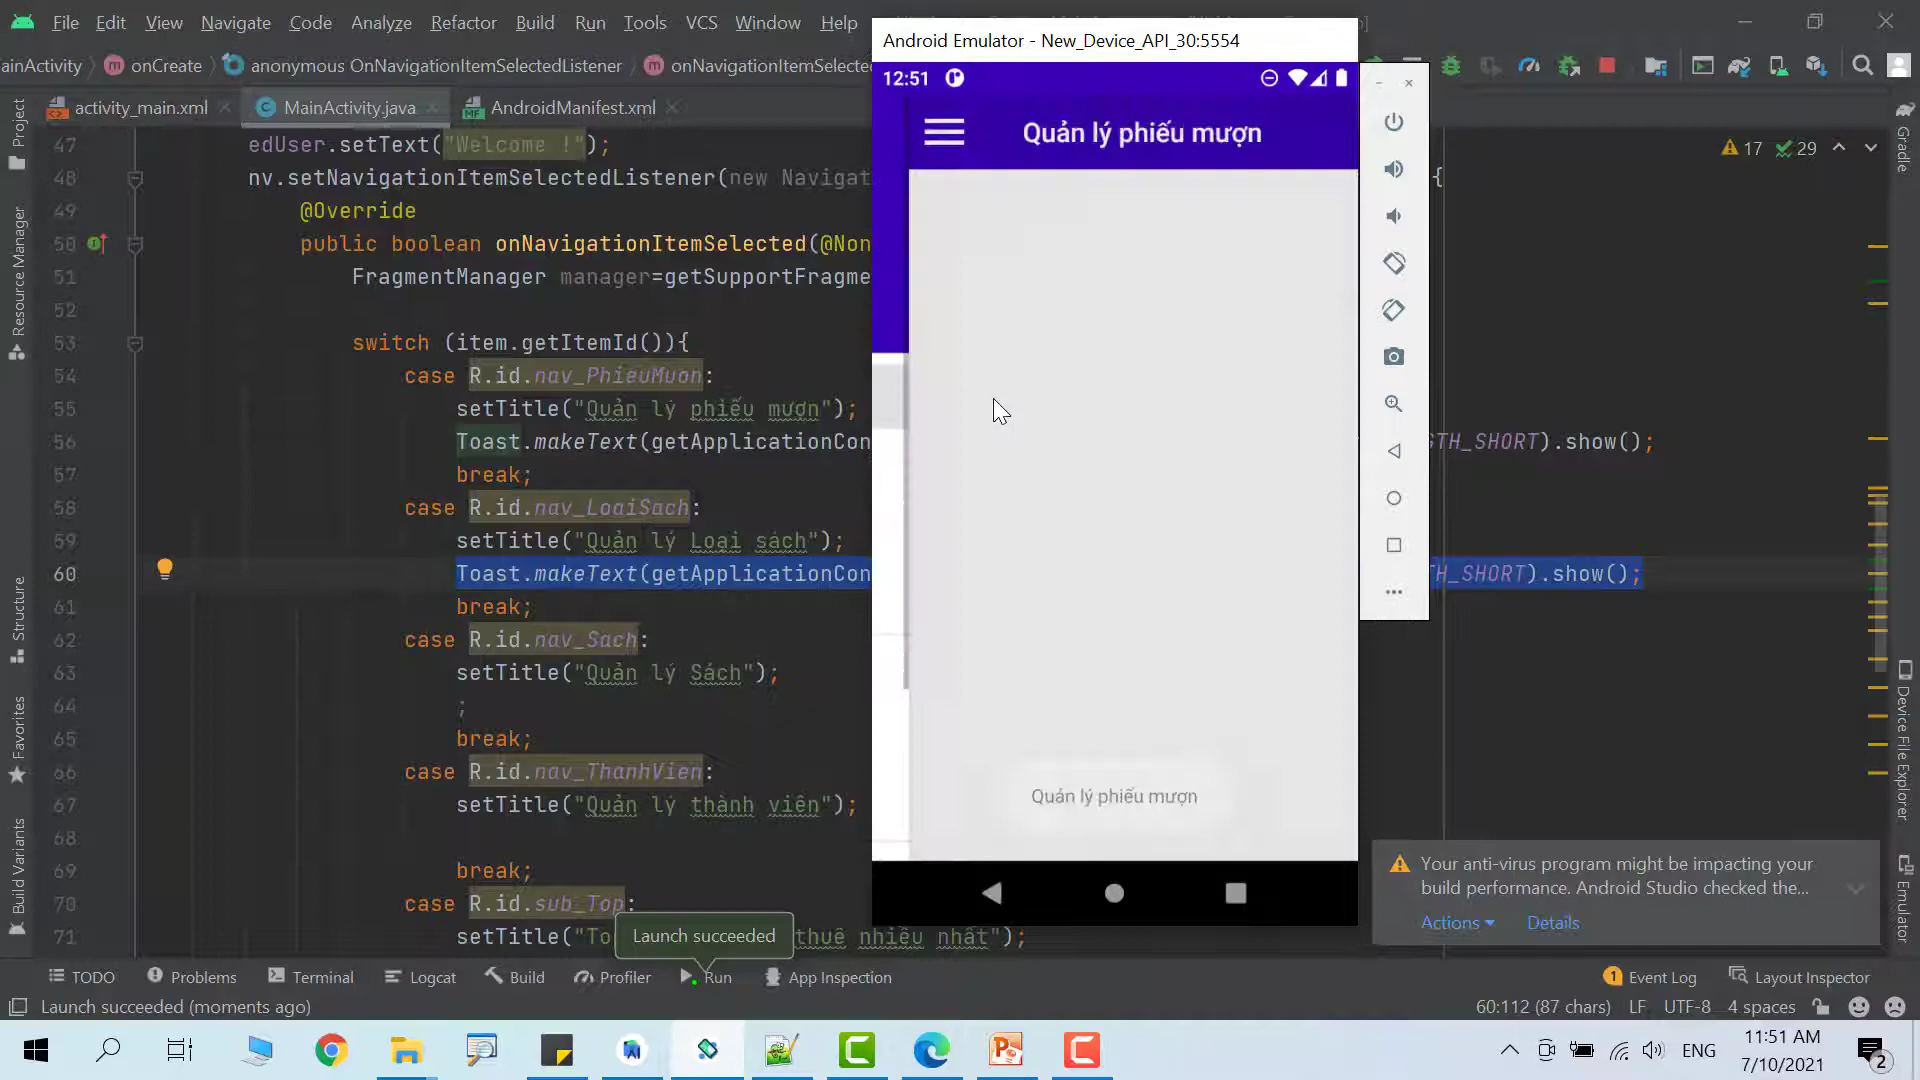 File Edit View Navigate Code Analyze Refactor Build Run Tools VCS Window Help
Android Emulator - New_Device_API_30:5554
ainActivity onCreate anonymous OnNavigationItemSelectedListener onNavigationItemSelecte
12:51
activity_main.xml MainActivity.java AndroidManifest.xml
Quản lý phiếu mượn
47 edUser.setText("Welcome !");
17 29
48 nv.setNavigationItemSelectedListener(new Navigat {
49 @Override
50 public boolean onNavigationItemSelected(@Non
51 FragmentManager manager=getSupportFragme
52
53 switch (item.getItemId()){
54 case R.id.nav_PhieuMuon:
55 setTitle("Quản lý phiếu mượn");
56 Toast.makeText(getApplicationCon GTH_SHORT).show();
57 break;
58 case R.id.nav_LoaiSach:
59 setTitle("Quản lý Loại sách");
60 Toast.makeText(getApplicationCon TH_SHORT).show();
61 break;
62 case R.id.nav_Sach:
63 setTitle("Quản lý Sách");
64 ;
65 break;
66 case R.id.nav_ThanhVien:
67 setTitle("Quản lý thành viên");
68
69 break;
70 case R.id.sub_Top:
71 setTitle("To thuê nhiều nhất");
Quản lý phiếu mượn
Launch succeeded
Your anti-virus program might be impacting your
build performance. Android Studio checked the...
Actions Details
Project
Resource Manager
Structure
Favorites
Build Variants
Gradle
Device File Explorer
Emulator
TODO Problems Terminal Logcat Build Profiler Run App Inspection 1 Event Log Layout Inspector
Launch succeeded (moments ago) 60:112 (87 chars) LF UTF-8 4 spaces
ENG 11:51 AM
7/10/2021 2